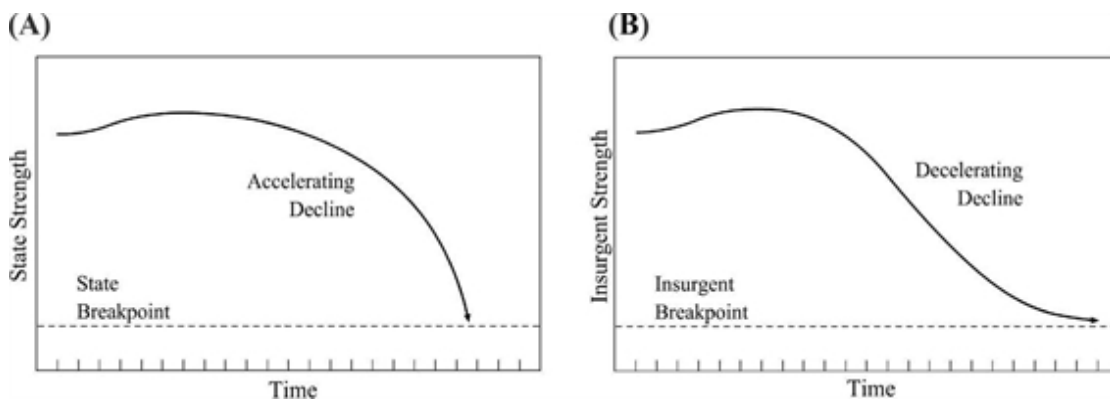 (A)
State Strength
Accelerating
Decline
State
Breakpoint
Time
(B)
Insurgent Strength
Decelerating
Decline
Insurgent
Breakpoint
Time